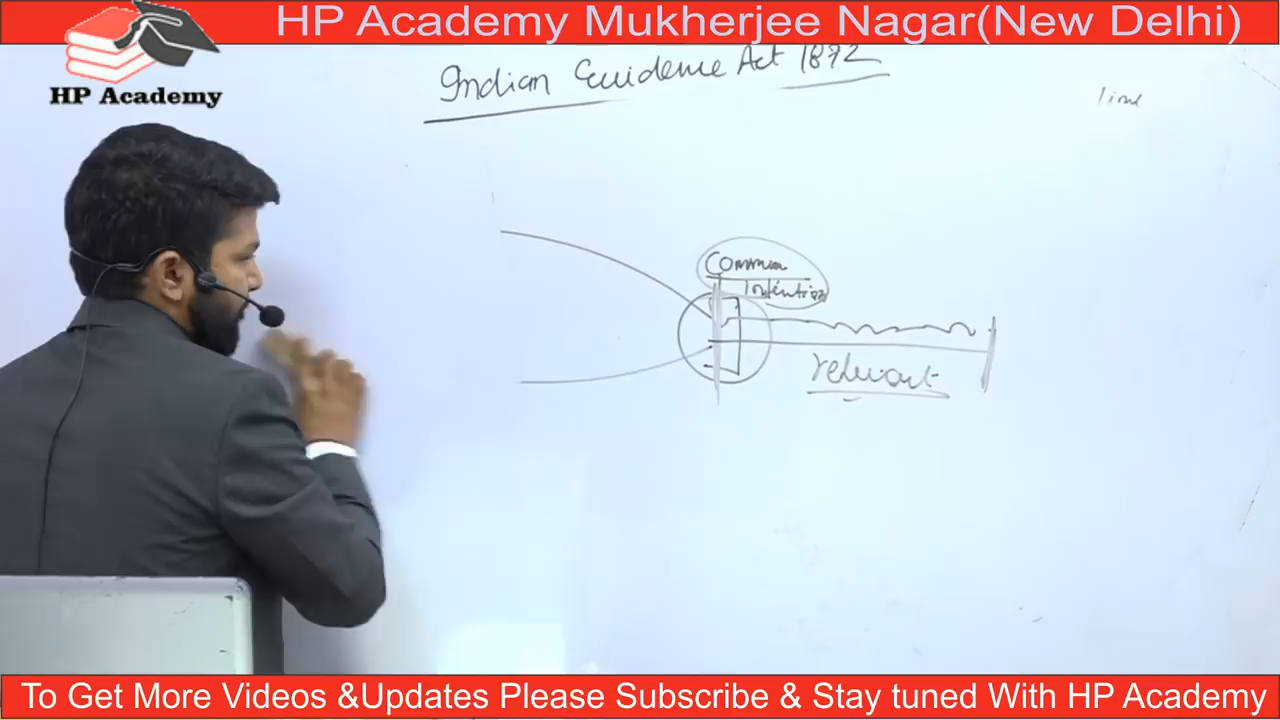 HP Academy Mukherjee Nagar(New Delhi)
HP Academy
Indian Evidence Act 1872
Common
Intention
relevant
To Get More Videos &Updates Please Subscribe & Stay tuned With HP Academy